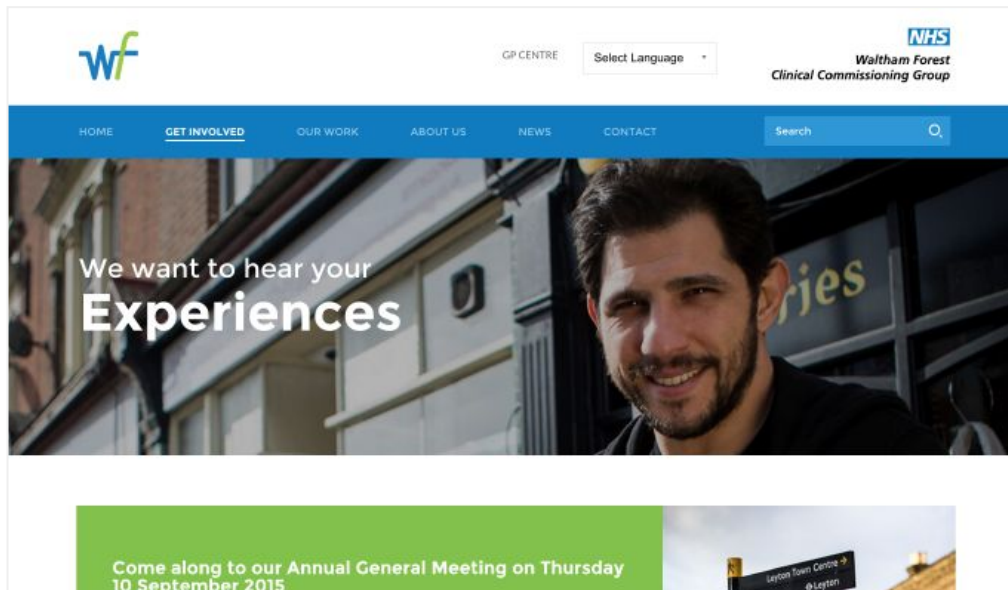 wf
GP CENTRE
Select Language
NHS
Waltham Forest
Clinical Commissioning Group
HOME
GET INVOLVED
OUR WORK
ABOUT US
NEWS
CONTACT
Search
We want to hear your
Experiences
ries
Come along to our Annual General Meeting on Thursday
10 September 2015
Leyton Town Centre
Leyton